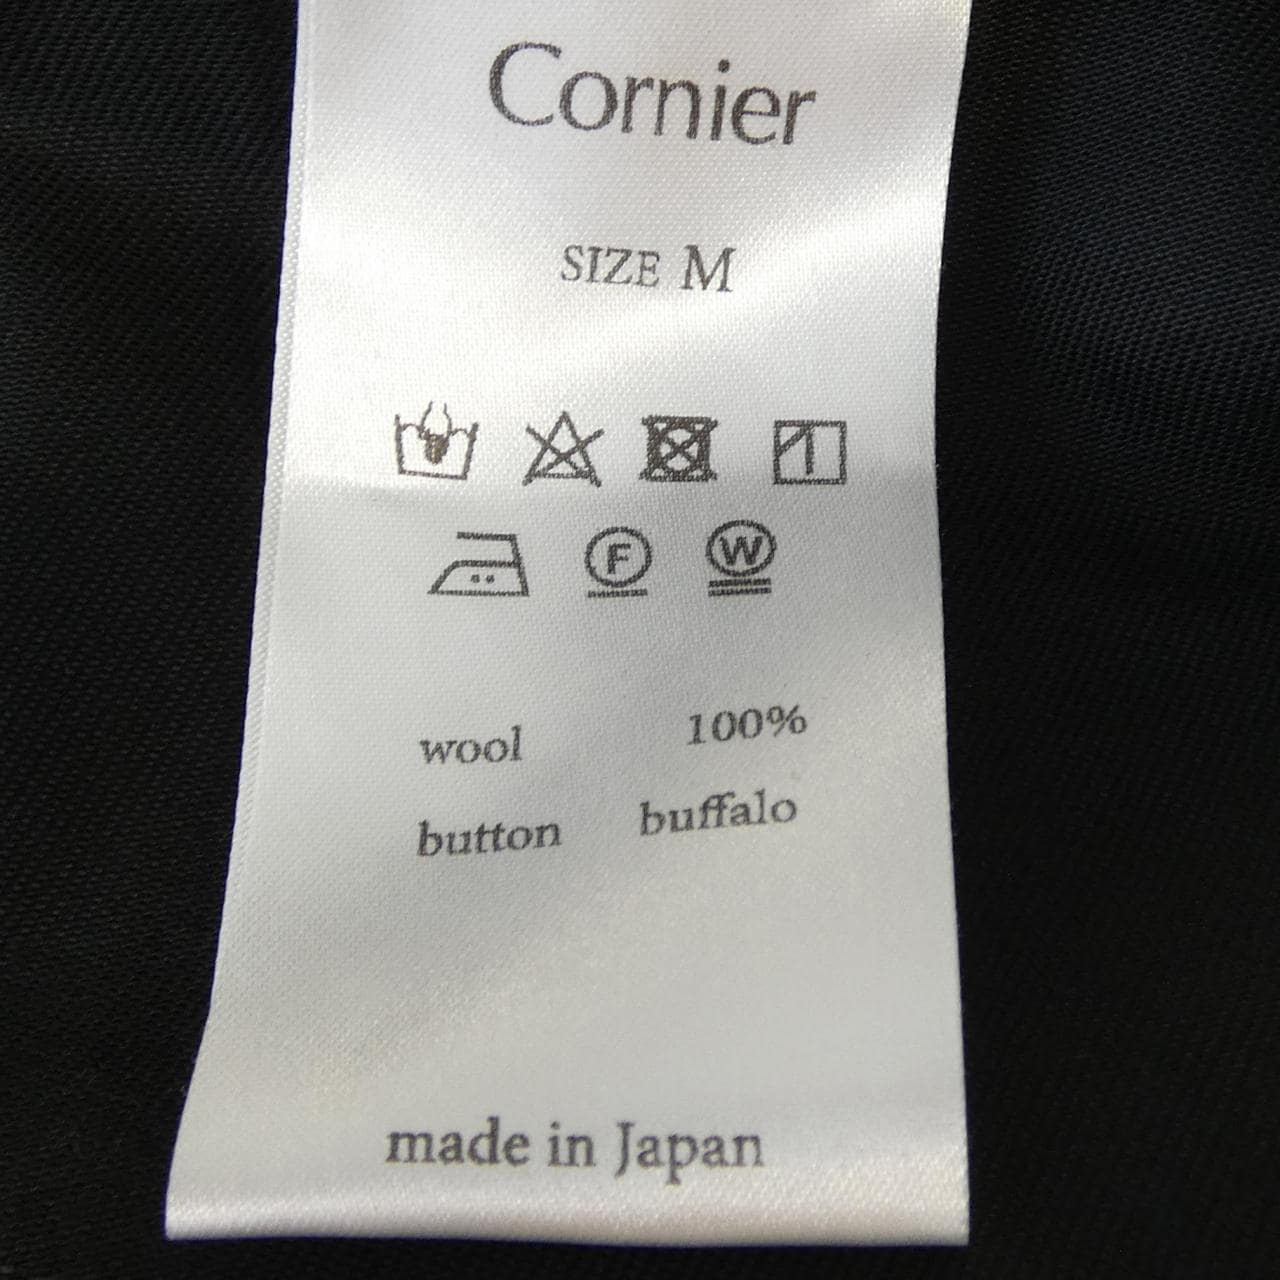 Cornier
SIZE M
F W
wool 100%
button buffalo
made in Japan